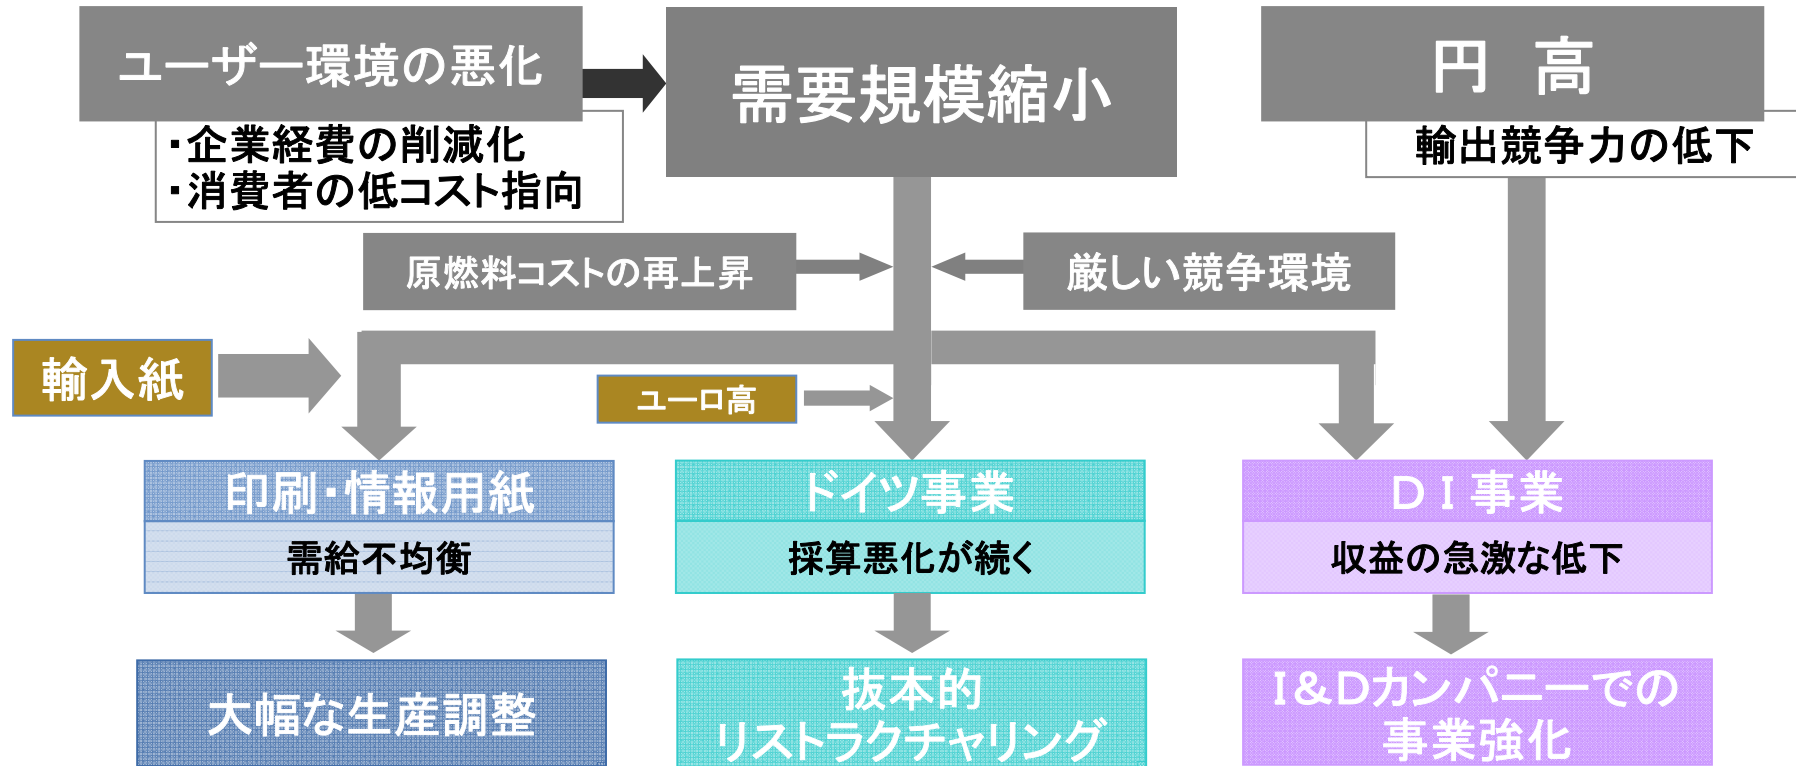 ユーザー環境の悪化
需要規模縮小
円　高
・企業経費の削減化
・消費者の低コスト指向
輸出競争力の低下
原燃料コストの再上昇
厳しい競争環境
輸入紙
ユーロ高
印刷・情報用紙
需給不均衡
ドイツ事業
採算悪化が続く
ＤＩ事業
収益の急激な低下
大幅な生産調整
抜本的
リストラクチャリング
I＆Dカンパニーでの
事業強化